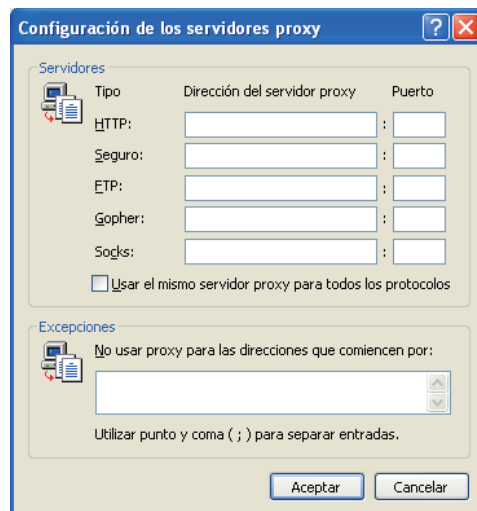 Configuración de los servidores proxy
Servidores
Tipo Dirección del servidor proxy Puerto
HTTP: :
Seguro: :
FTP: :
Gopher: :
Socks: :
Usar el mismo servidor proxy para todos los protocolos
Excepciones
No usar proxy para las direcciones que comiencen por:
Utilizar punto y coma ( ; ) para separar entradas.
Aceptar Cancelar